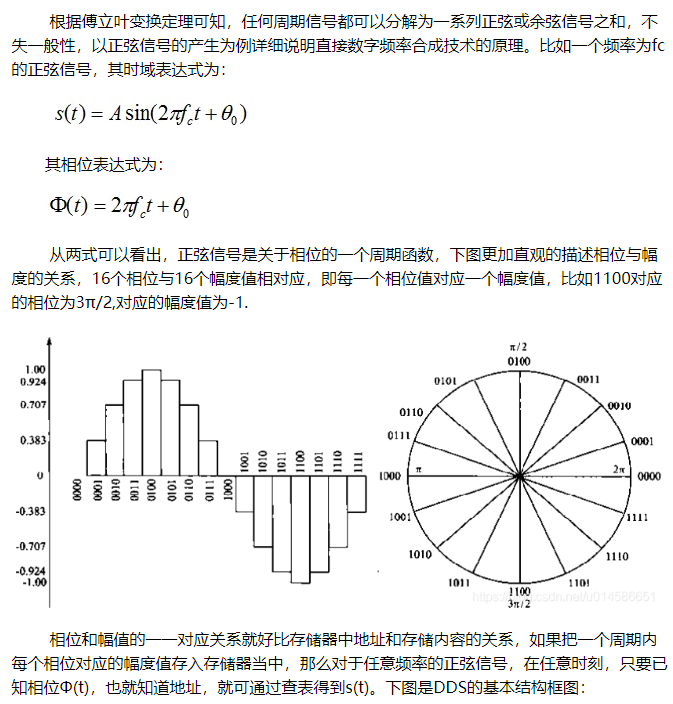 根据傅立叶变换定理可知，任何周期信号都可以分解为一系列正弦或余弦信号之和，不
失一般性，以正弦信号的产生为例详细说明直接数字频率合成技术的原理。比如一个频率为fc
的正弦信号，其时域表达式为：
s(t) = A sin(2πf_c t + θ_0)
其相位表达式为：
Φ(t) = 2πf_c t + θ_0
从两式可以看出，正弦信号是关于相位的一个周期函数，下图更加直观的描述相位与幅
度的关系，16个相位与16个幅度值相对应，即每一个相位值对应一个幅度值，比如1100对应
的相位为3π/2,对应的幅度值为-1.
1.00
0.924
0.707
0.383
0
-0.383
-0.707
-0.924
-1.00
0000
0001
0010
0011
0100
0101
0110
0111
1000
1001
1010
1011
1100
1101
1110
1111
π/2
0100
0101
0011
0110
0010
0111
0001
1000
π
2π
0000
1001
1111
1010
1110
1011
1101
1100
3π/2
相位和幅值的一一对应关系就好比存储器中地址和存储内容的关系，如果把一个周期内
每个相位对应的幅度值存入存储器当中，那么对于任意频率的正弦信号，在任意时刻，只要已
知相位Φ(t)，也就知道地址，就可通过查表得到s(t)。下图是DDS的基本结构框图：